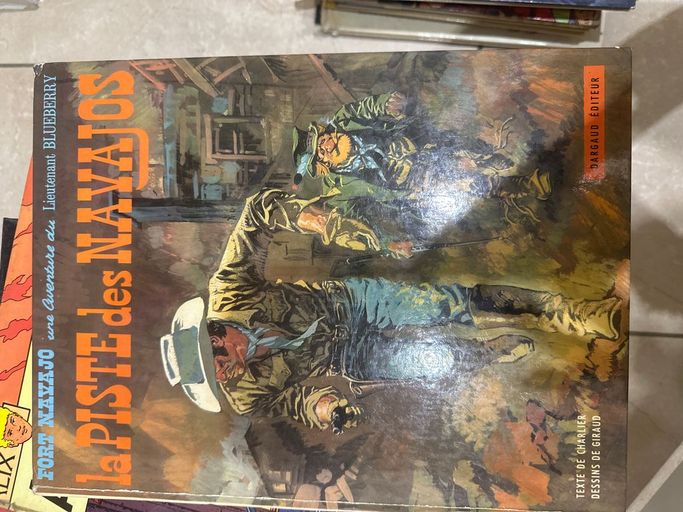 FORT NAVAJO une aventure du Lieutenant BLUEBERRY
la PISTE des NAVAJOS
DARGAUD ÉDITEUR
TEXTE DE CHARLIER
DESSINS DE GIRAUD
LIX